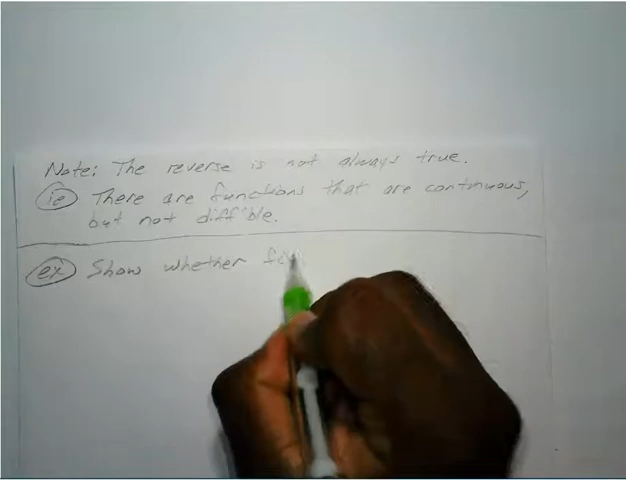 Note: The reverse is not always true.
ie There are functions that are continuous,
but not diff'ble.
ex Show whether f(